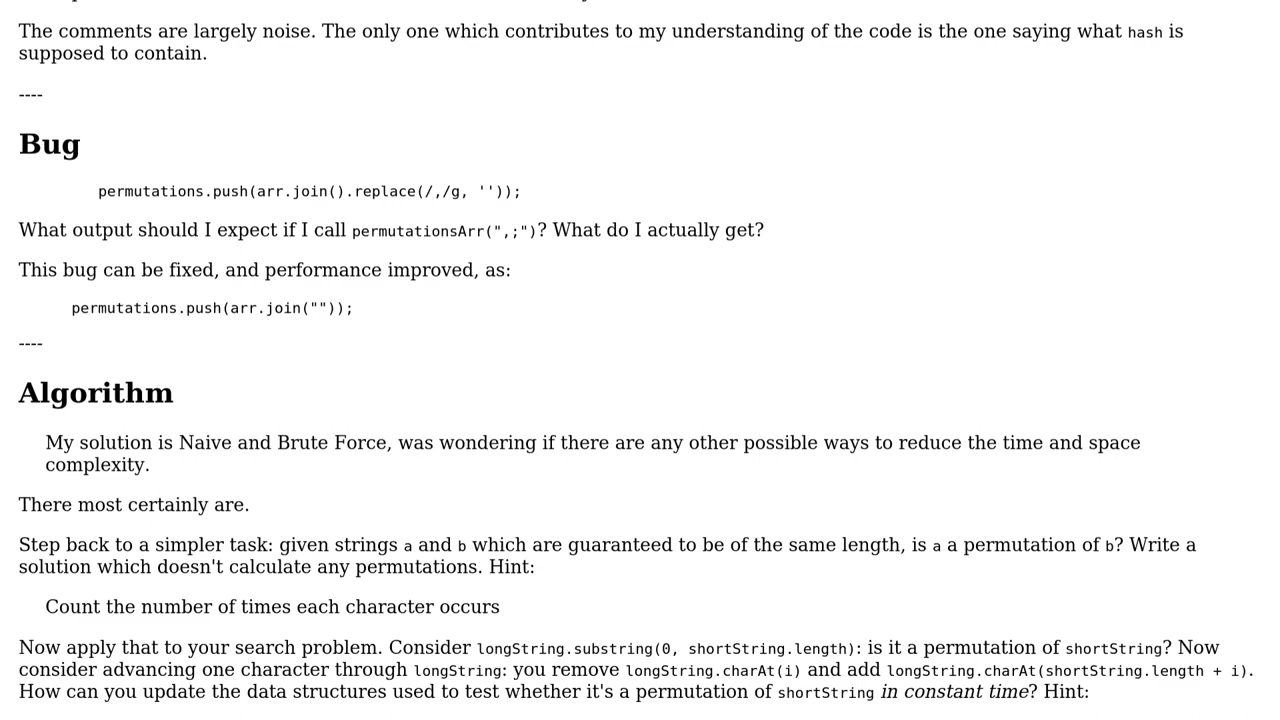 The comments are largely noise. The only one which contributes to my understanding of the code is the one saying what hash is
supposed to contain.
----
Bug
permutations.push(arr.join().replace(/,/g, ''));
What output should I expect if I call permutationsArr(",;")? What do I actually get?
This bug can be fixed, and performance improved, as:
permutations.push(arr.join(""));
----
Algorithm
My solution is Naive and Brute Force, was wondering if there are any other possible ways to reduce the time and space
complexity.
There most certainly are.
Step back to a simpler task: given strings a and b which are guaranteed to be of the same length, is a a permutation of b? Write a
solution which doesn't calculate any permutations. Hint:
Count the number of times each character occurs
Now apply that to your search problem. Consider longString.substring(0, shortString.length): is it a permutation of shortString? Now
consider advancing one character through longString: you remove longString.charAt(i) and add longString.charAt(shortString.length + i).
How can you update the data structures used to test whether it's a permutation of shortString in constant time? Hint: